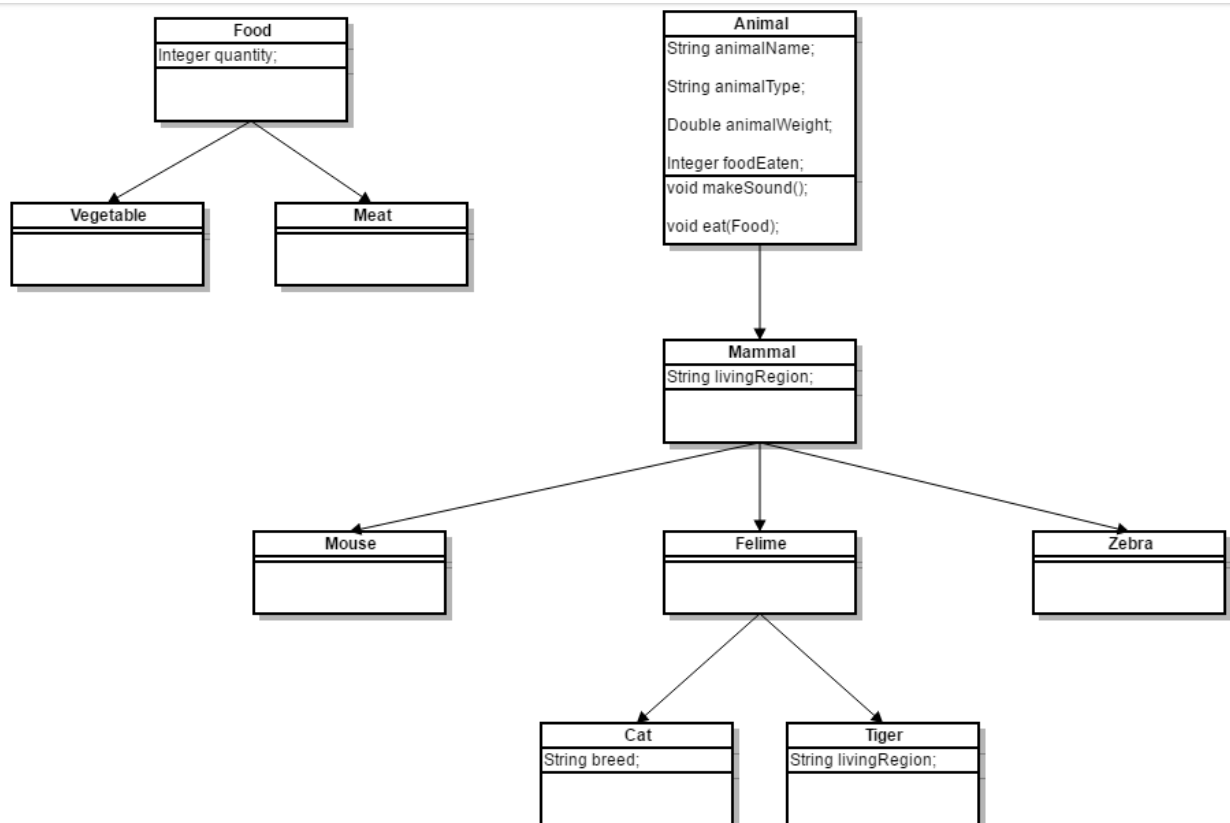 Food
Integer quantity;
Vegetable
Meat
Animal
String animalName;
String animalType;
Double animalWeight;
Integer foodEaten;
void makeSound();
void eat(Food);
Mammal
String livingRegion;
Mouse
Felime
Zebra
Cat
String breed;
Tiger
String livingRegion;